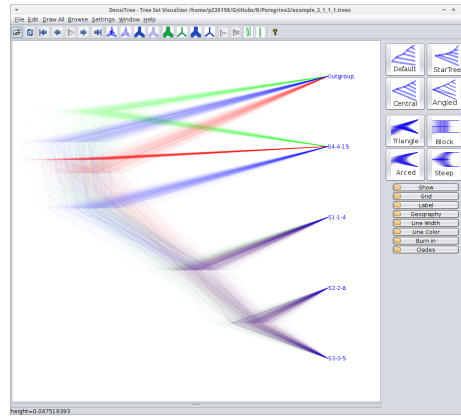 DensiTree - Tree Set Visualizer /home/p236198/GitHubs/R/Peregrine2/example_2_1_1_1.trees
File Edit Draw All Browse Settings Window Help
Default StarTree
Central Angled
Triangle Block
Arced Steep
Show
Grid
Label
Geography
Line Width
Line Color
Burn in
Clades
Outgroup
S4-4-15
S1-1-4
S2-2-6
S3-3-5
height=0.047519393